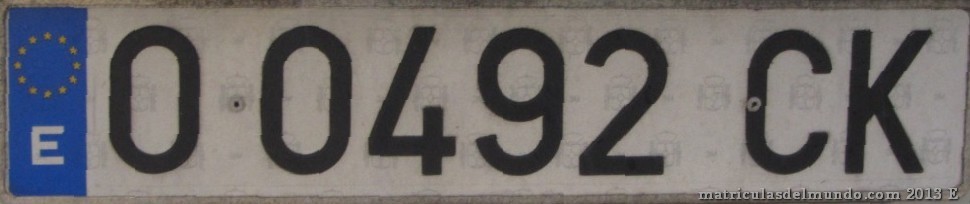 E O 0492 CK
matriculasdelmundo.com 2013 E